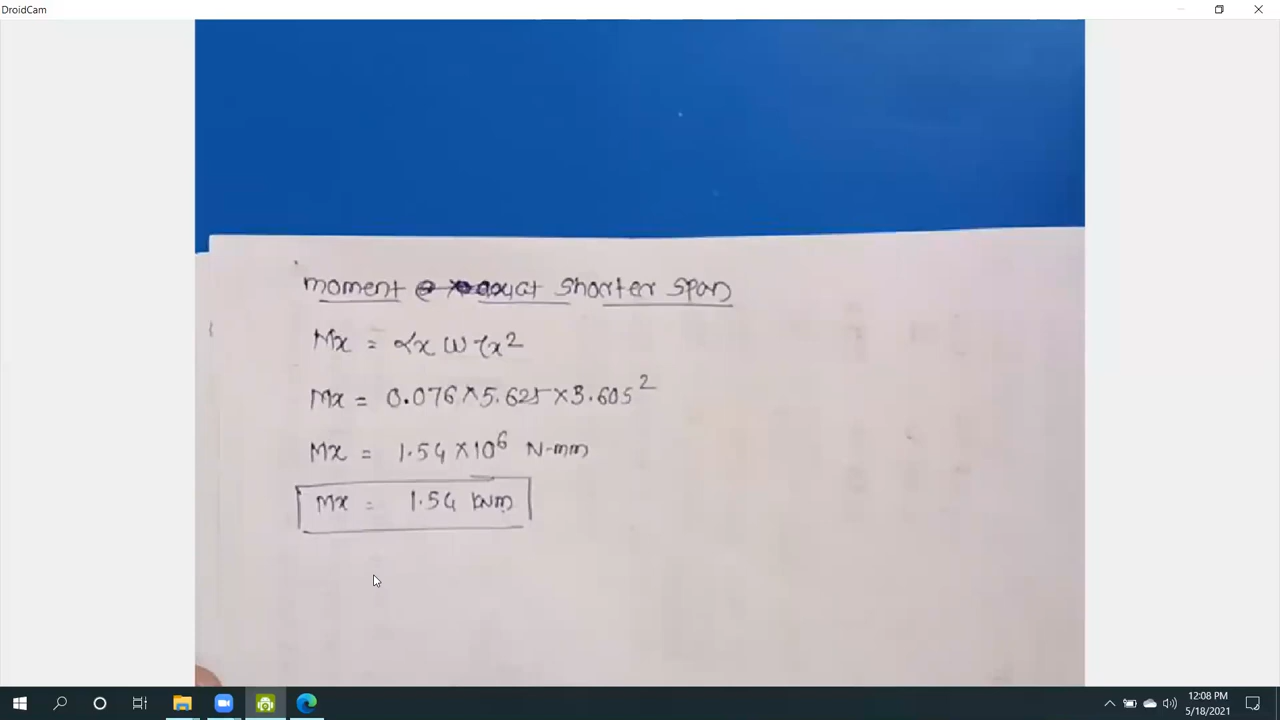 DroidCam
moment about shorter span
Mx = αx ω lx²
Mx = 0.076 × 5.625 × 3.605²
Mx = 1.54 × 10⁶ N-mm
Mx = 1.54 kNm
12:08 PM
5/18/2021